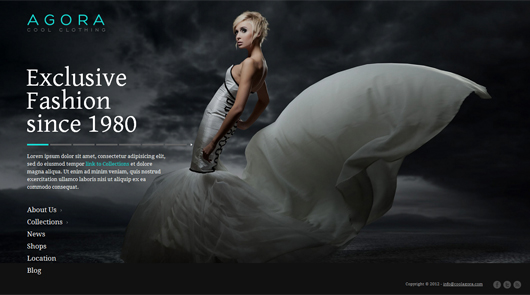 AGORA
COOL CLOTHING
Exclusive
Fashion
since 1980
Lorem ipsum dolor sit amet, consectetur adipisicing elit,
sed do eiusmod tempor link to Collections et dolore
magna aliqua. Ut enim ad minim veniam, quis nostrud
exercitation ullamco laboris nisi ut aliquip ex ea
commodo consequat.
About Us
Collections
News
Shops
Location
Blog
Copyright © 2012 - info@coolagora.com